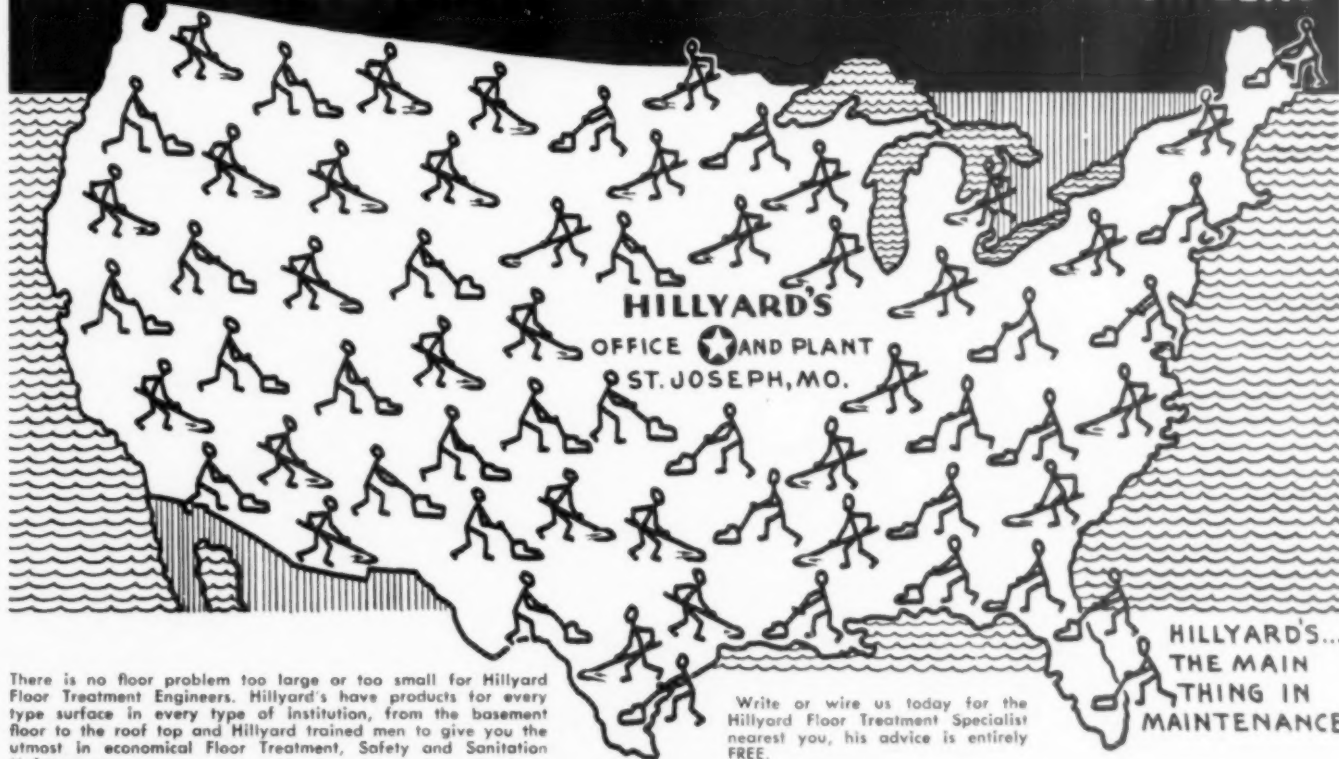 HILLYARD'S
OFFICE AND PLANT
ST. JOSEPH, MO.
HILLYARD'S...
THE MAIN
THING IN
MAINTENANCE
There is no floor problem too large or too small for Hillyard
Floor Treatment Engineers. Hillyard's have products for every
type surface in every type of institution, from the basement
floor to the roof top and Hillyard trained men to give you the
utmost in economical Floor Treatment, Safety and Sanitation
Write or wire us today for the
Hillyard Floor Treatment Specialist
nearest you, his advice is entirely
FREE.